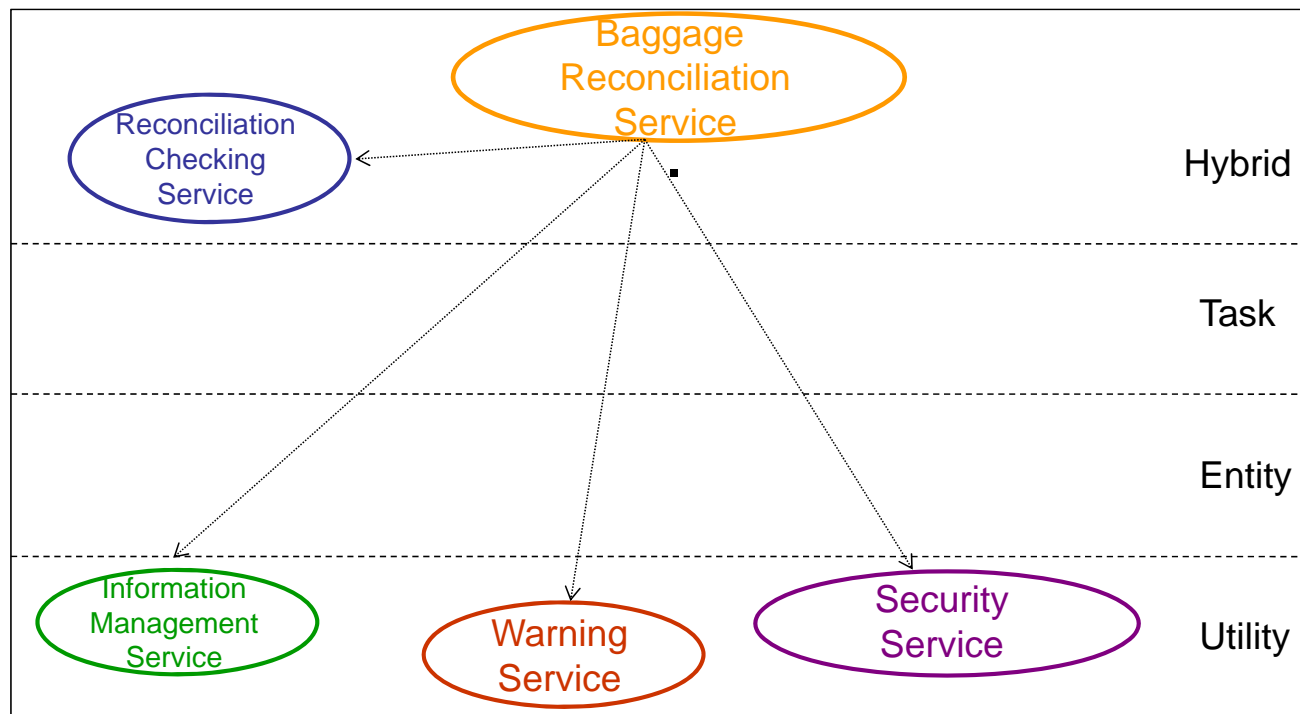 Baggage
Reconciliation
Service
Reconciliation
Checking
Service
Hybrid
Task
Entity
Information
Management
Service
Warning
Service
Security
Service
Utility